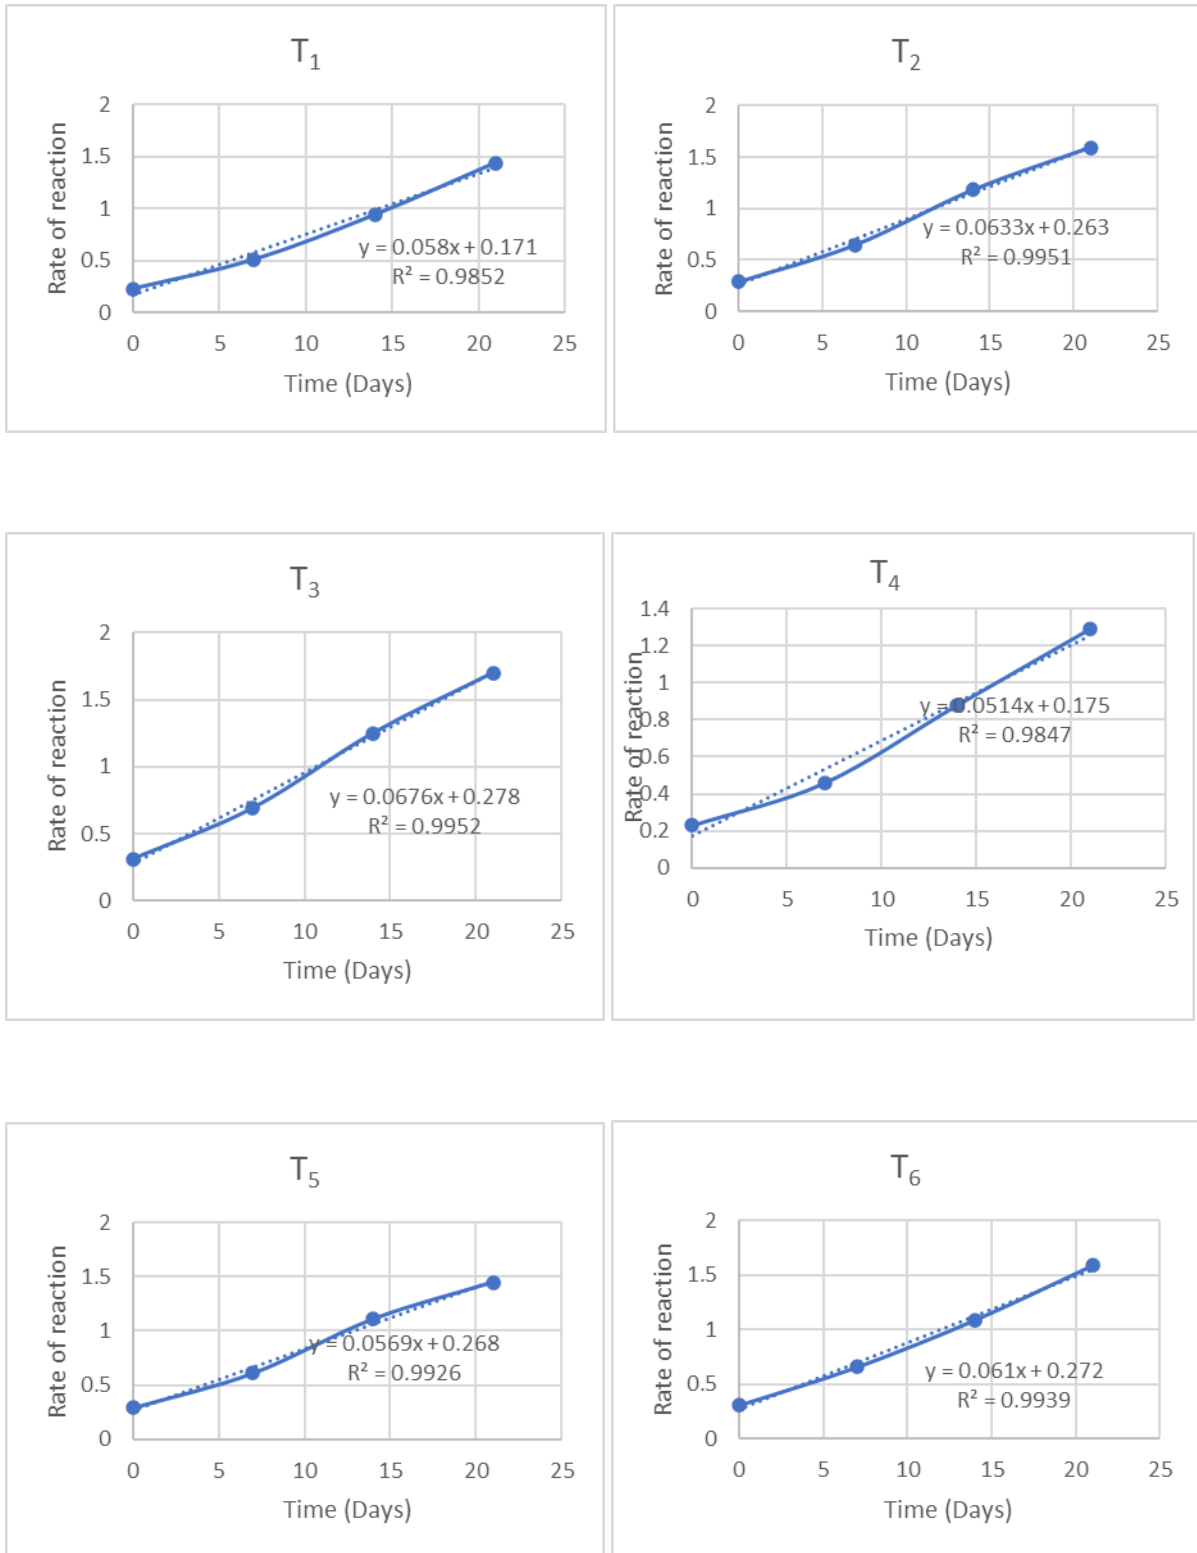 T1
2
1.5
1
0.5
0
Rate of reaction
y = 0.058x + 0.171
R² = 0.9852
0 5 10 15 20 25
Time (Days)
T2
2
1.5
1
0.5
0
Rate of reaction
y = 0.0633x + 0.263
R² = 0.9951
0 5 10 15 20 25
Time (Days)
T3
2
1.5
1
0.5
0
Rate of reaction
y = 0.0676x + 0.278
R² = 0.9952
0 5 10 15 20 25
Time (Days)
T4
1.4
1.2
1
0.8
0.6
0.4
0.2
0
Rate of reaction
y = 0.0514x + 0.175
R² = 0.9847
0 5 10 15 20 25
Time (Days)
T5
2
1.5
1
0.5
0
Rate of reaction
y = 0.0569x + 0.268
R² = 0.9926
0 5 10 15 20 25
Time (Days)
T6
2
1.5
1
0.5
0
Rate of reaction
y = 0.061x + 0.272
R² = 0.9939
0 5 10 15 20 25
Time (Days)